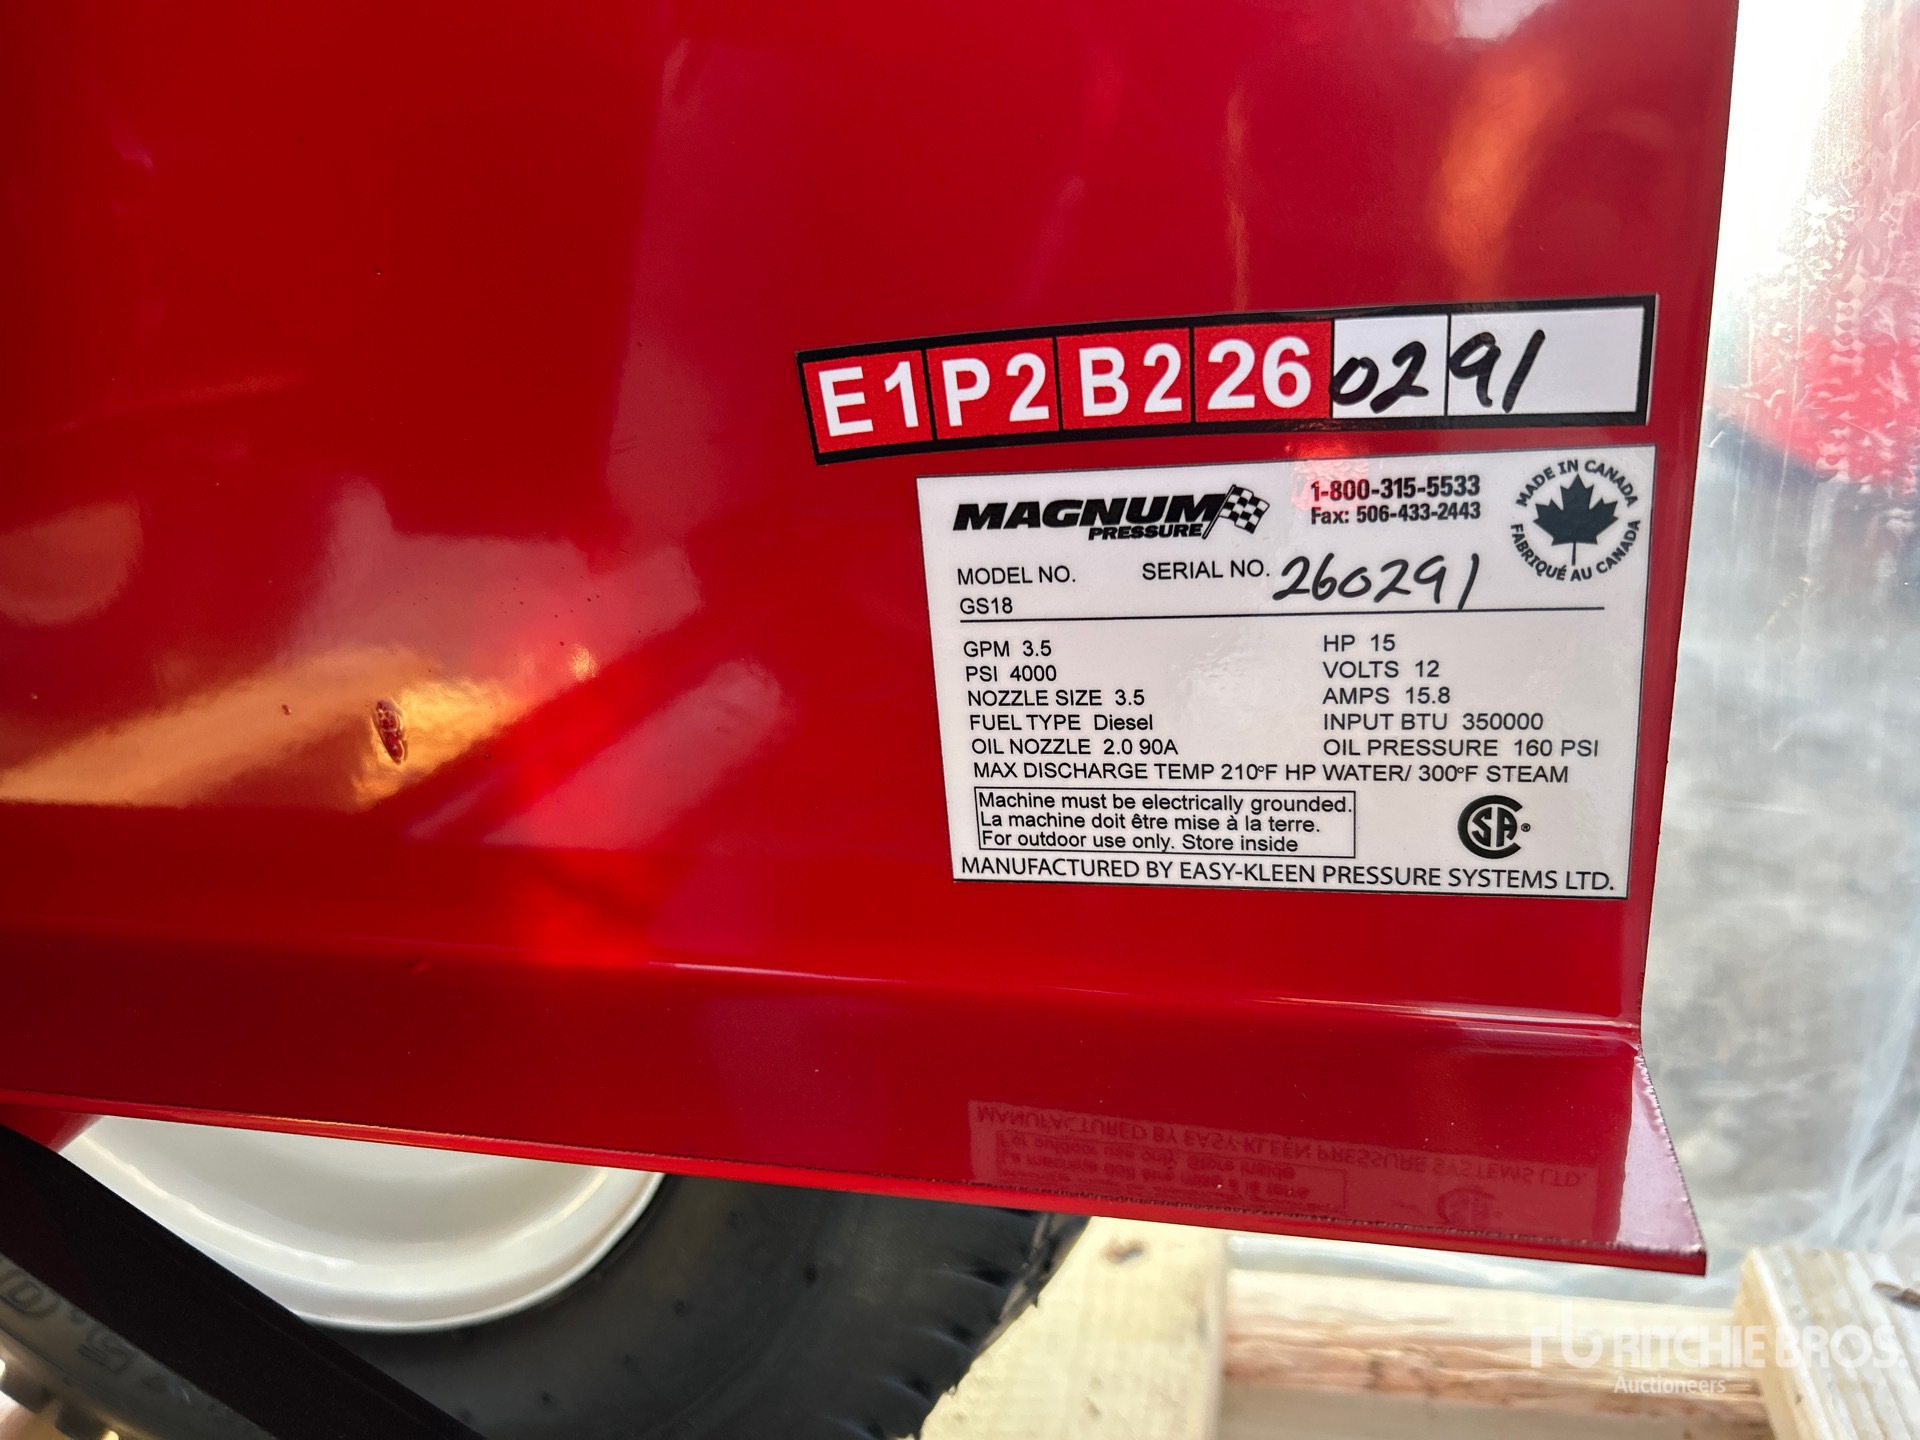 E1P2B2260291
MAGNUM
PRESSURE
1-800-315-5533
Fax: 506-433-2443
MADE IN CANADA
FABRIQUÉ AU CANADA
MODEL NO.
SERIAL NO. 260291
GS18
GPM 3.5
HP 15
PSI 4000
VOLTS 12
NOZZLE SIZE 3.5
AMPS 15.8
FUEL TYPE Diesel
INPUT BTU 350000
OIL NOZZLE 2.0 90A
OIL PRESSURE 160 PSI
MAX DISCHARGE TEMP 210°F HP WATER/ 300°F STEAM
Machine must be electrically grounded.
La machine doit être mise à la terre.
For outdoor use only. Store inside
CSA®
MANUFACTURED BY EASY-KLEEN PRESSURE SYSTEMS LTD.
rb RITCHIE BROS.
Auctioneers